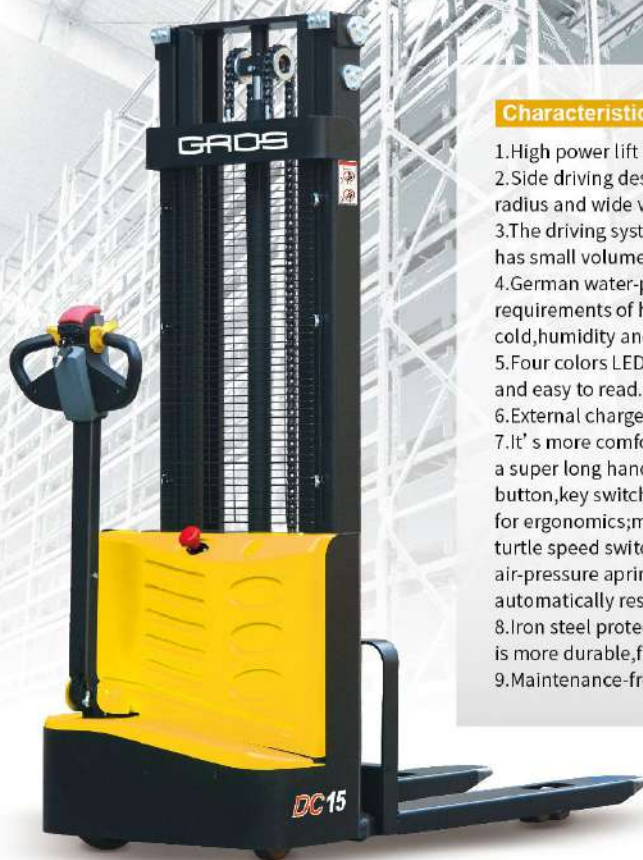 GROS
DC15
Characteristic
1.High power lift
2.Side driving des
radius and wide v
3.The driving syst
has small volume
4.German water-p
requirements of h
cold,humidity an
5.Four colors LED
and easy to read.
6.External charge
7.It's more comfo
a super long hand
button,key switch
for ergonomics;m
turtle speed switc
air-pressure aprin
automatically res
8.Iron steel prote
is more durable,f
9.Maintenance-fr